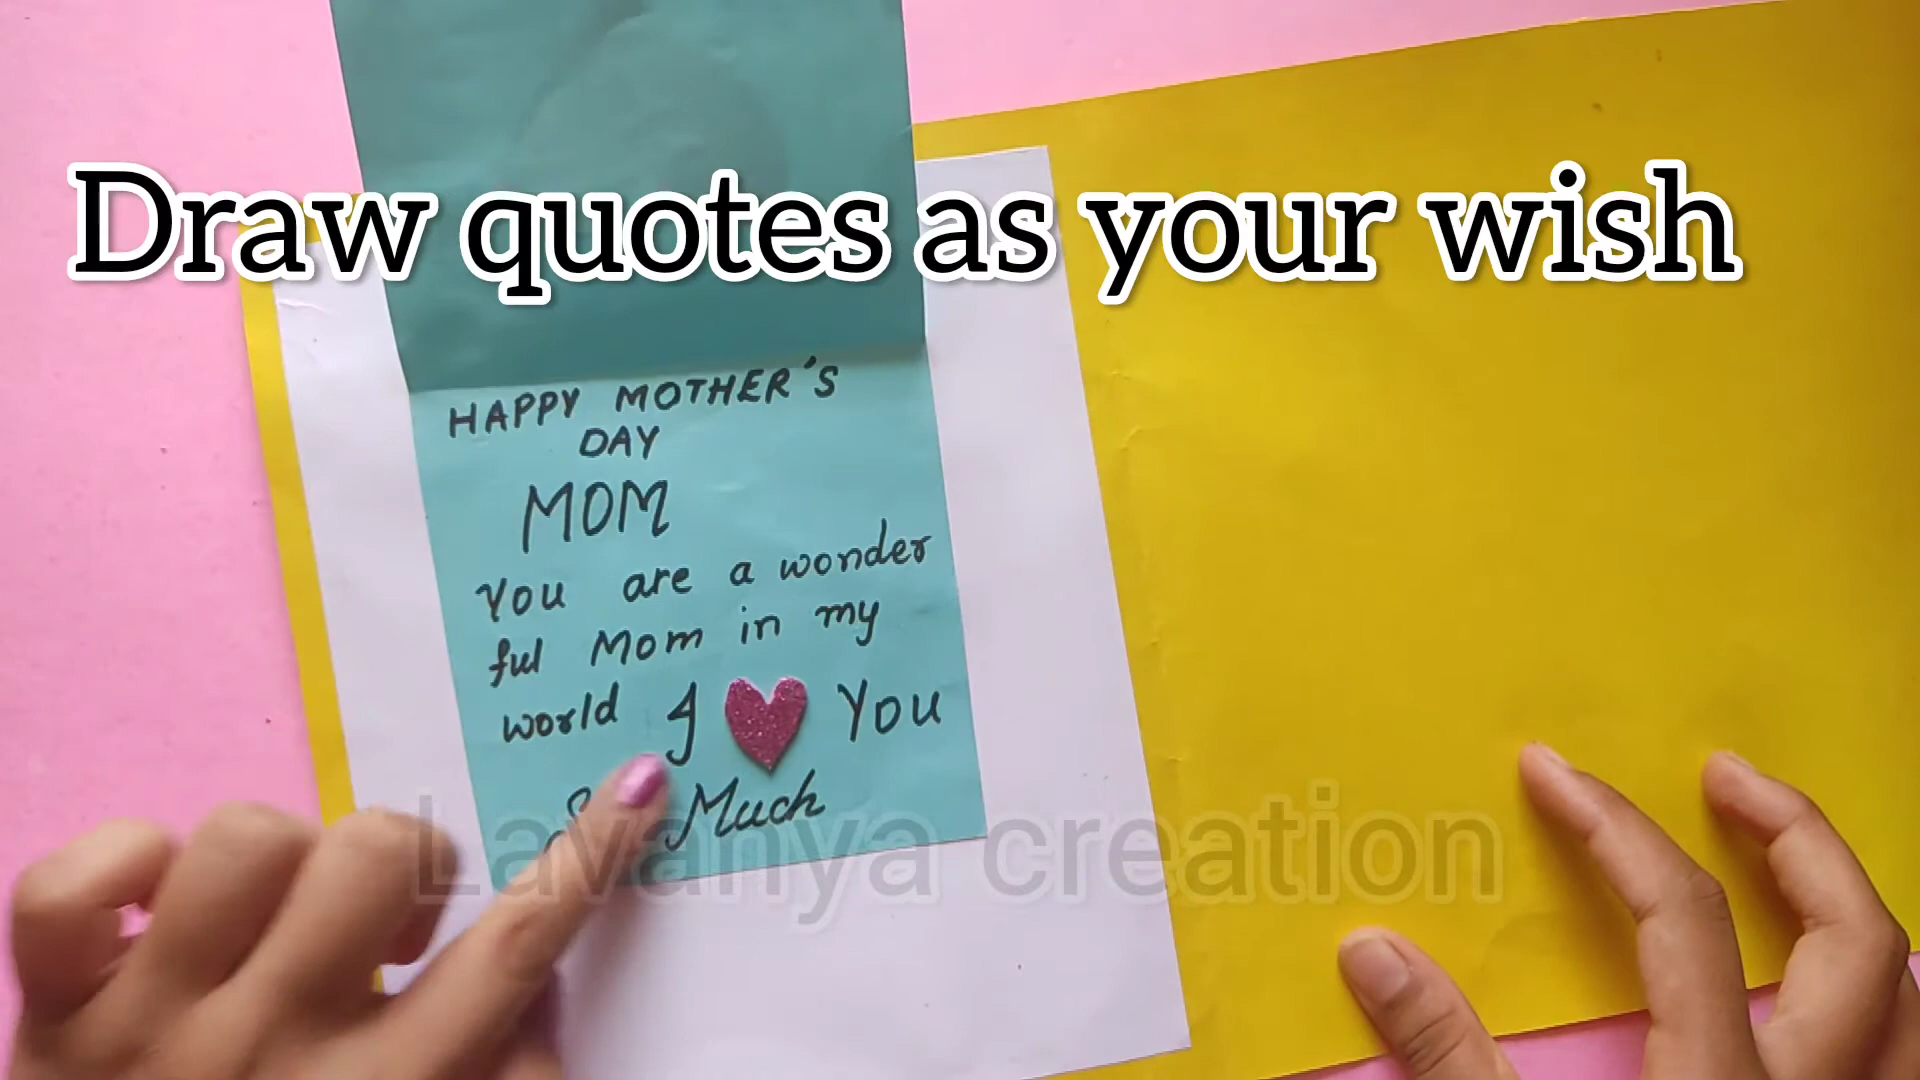 Draw quotes as your wish
HAPPY MOTHER'S
DAY
MOM
You are a wonder
ful Mom in my
world I You
Much
Lavanya creation